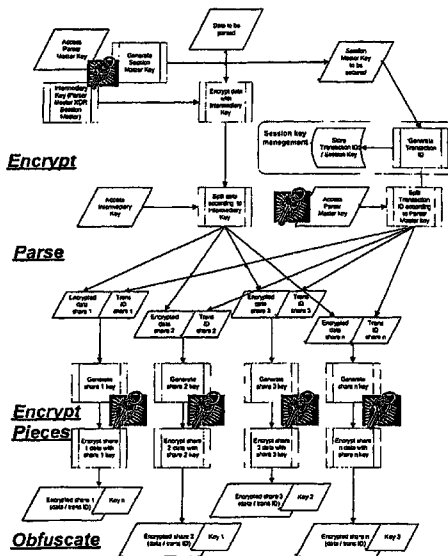 Data to be
parsed
Access
Parser
Master Key
Generate
Session
Master Key
Session
Master Key
to be
secured
Intermediary
Key (Parser
Master XOR
Session
Master)
Encrypt data
with
Intermediary
Key
Session key
management
Store
Transaction ID
/ Session Key
Generate
Transaction
ID
Encrypt
Access
Intermediary
Key
Split data
according to
Intermediary
Key
Access
Parser
Master key
Split
Transaction
ID according
to Parser
Master key
Parse
Encrypted
data
share 1
Trans
ID
share 1
Encrypted
data
share 2
Trans
ID
share 2
Encrypted
data
share 3
Trans
ID
share 3
Encrypted
data
share n
Trans
ID
share n
Generate
share 1 key
Generate
share 2 key
Generate
share 3 key
Generate
share n key
Encrypt
Pieces
Encrypt share
1 data with
share 1 key
Encrypt share
2 data with
share 2 key
Encrypt share
3 data with
share 3 key
Encrypt share
n data with
share n key
Encrypted share 1
(data / trans ID)
Key n
Encrypted share 3
(data / trans ID)
Key 2
Obfuscate
Encrypted share 2
(data / trans ID)
Key 1
Encrypted share n
(data / trans ID)
Key 3